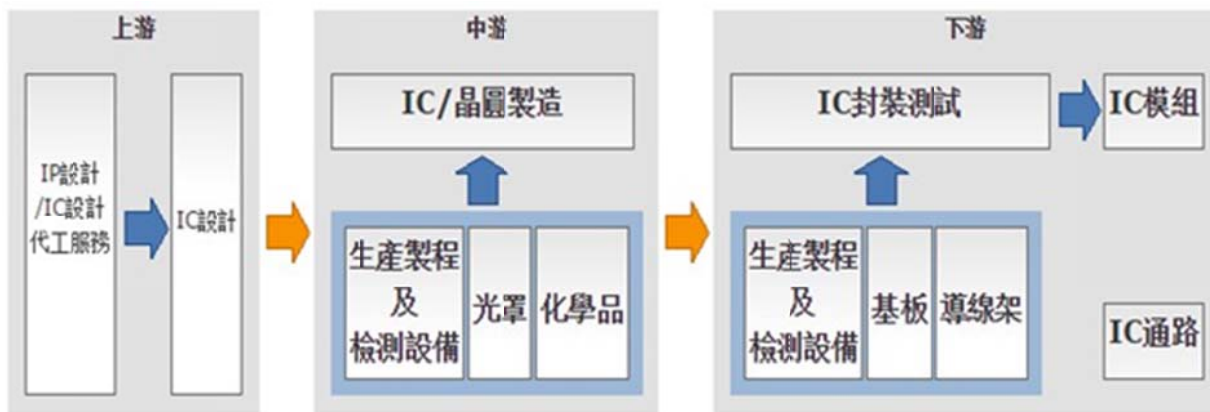 上游
IP設計
/IC設計
代工服務
IC設計
中游
IC/晶圓製造
生產製程
及
檢測設備
光罩
化學品
下游
IC封裝測試
IC模組
生產製程
及
檢測設備
基板
導線架
IC通路